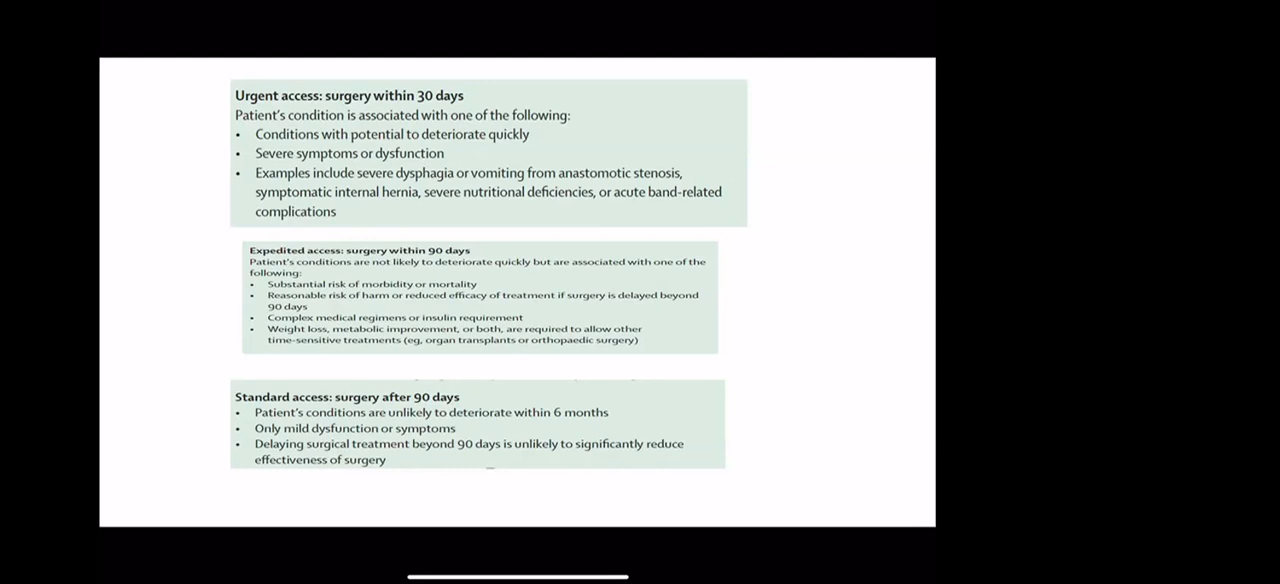 Urgent access: surgery within 30 days
Patient's condition is associated with one of the following:
• Conditions with potential to deteriorate quickly
• Severe symptoms or dysfunction
• Examples include severe dysphagia or vomiting from anastomotic stenosis,
symptomatic internal hernia, severe nutritional deficiencies, or acute band-related
complications
Expedited access: surgery within 90 days
Patient's conditions are not likely to deteriorate quickly but are associated with one of the
following:
• Substantial risk of morbidity or mortality
• Reasonable risk of harm or reduced efficacy of treatment if surgery is delayed beyond
90 days
• Complex medical regimens or insulin requirement
• Weight loss, metabolic improvement, or both, are required to allow other
time-sensitive treatments (eg, organ transplants or orthopaedic surgery)
Standard access: surgery after 90 days
• Patient's conditions are unlikely to deteriorate within 6 months
• Only mild dysfunction or symptoms
• Delaying surgical treatment beyond 90 days is unlikely to significantly reduce
effectiveness of surgery